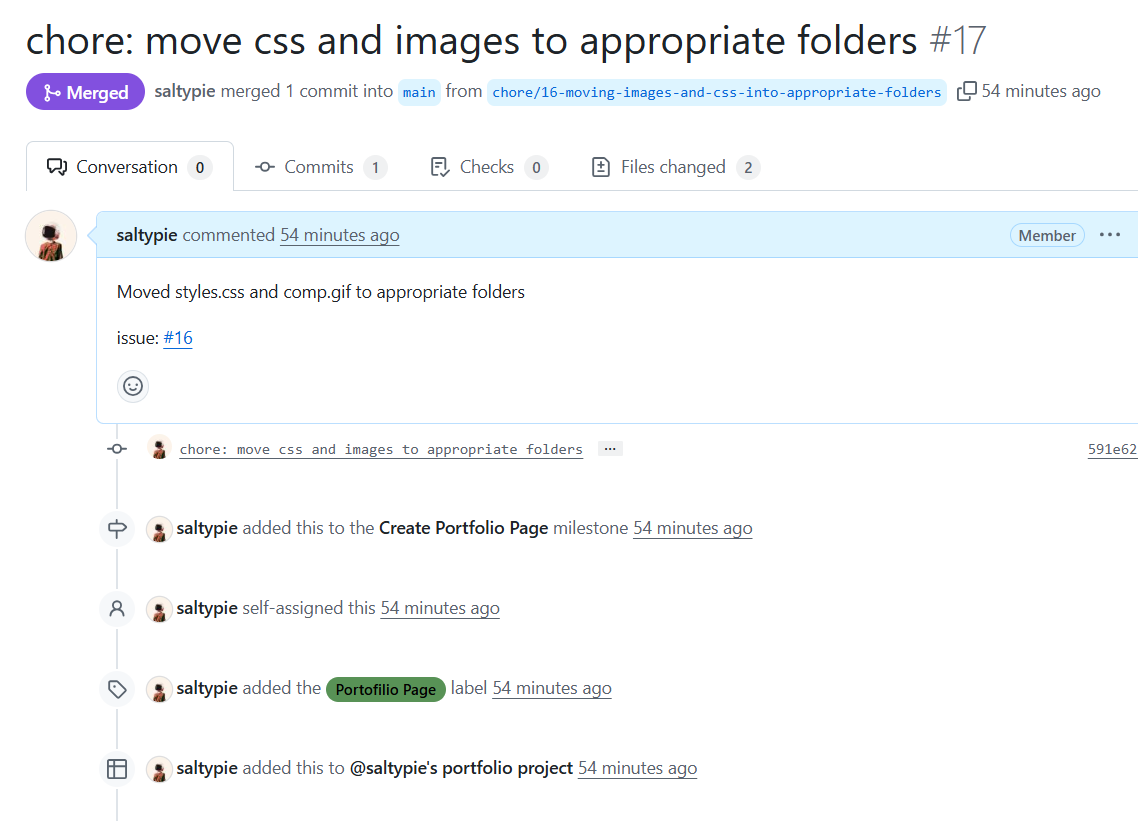 chore: move css and images to appropriate folders #17
Merged saltypie merged 1 commit into main from chore/16-moving-images-and-css-into-appropriate-folders 54 minutes ago
Conversation 0 Commits 1 Checks 0 Files changed 2
saltypie commented 54 minutes ago Member ...
Moved styles.css and comp.gif to appropriate folders
issue: #16
chore: move css and images to appropriate folders ... 591e62
saltypie added this to the Create Portfolio Page milestone 54 minutes ago
saltypie self-assigned this 54 minutes ago
saltypie added the Portofilio Page label 54 minutes ago
saltypie added this to @saltypie's portfolio project 54 minutes ago